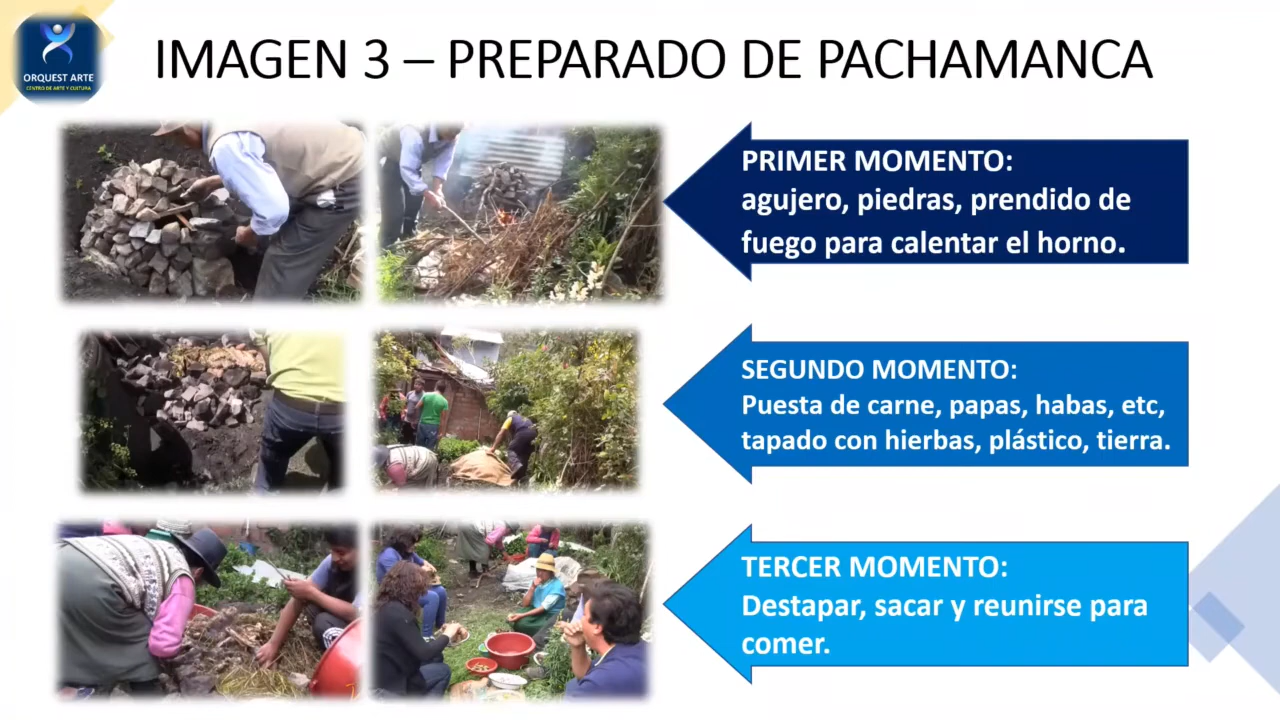 ORQUEST ARTE
CENTRO DE ARTE Y CULTURA
IMAGEN 3 – PREPARADO DE PACHAMANCA
PRIMER MOMENTO:
agujero, piedras, prendido de
fuego para calentar el horno.
SEGUNDO MOMENTO:
Puesta de carne, papas, habas, etc,
tapado con hierbas, plástico, tierra.
TERCER MOMENTO:
Destapar, sacar y reunirse para
comer.